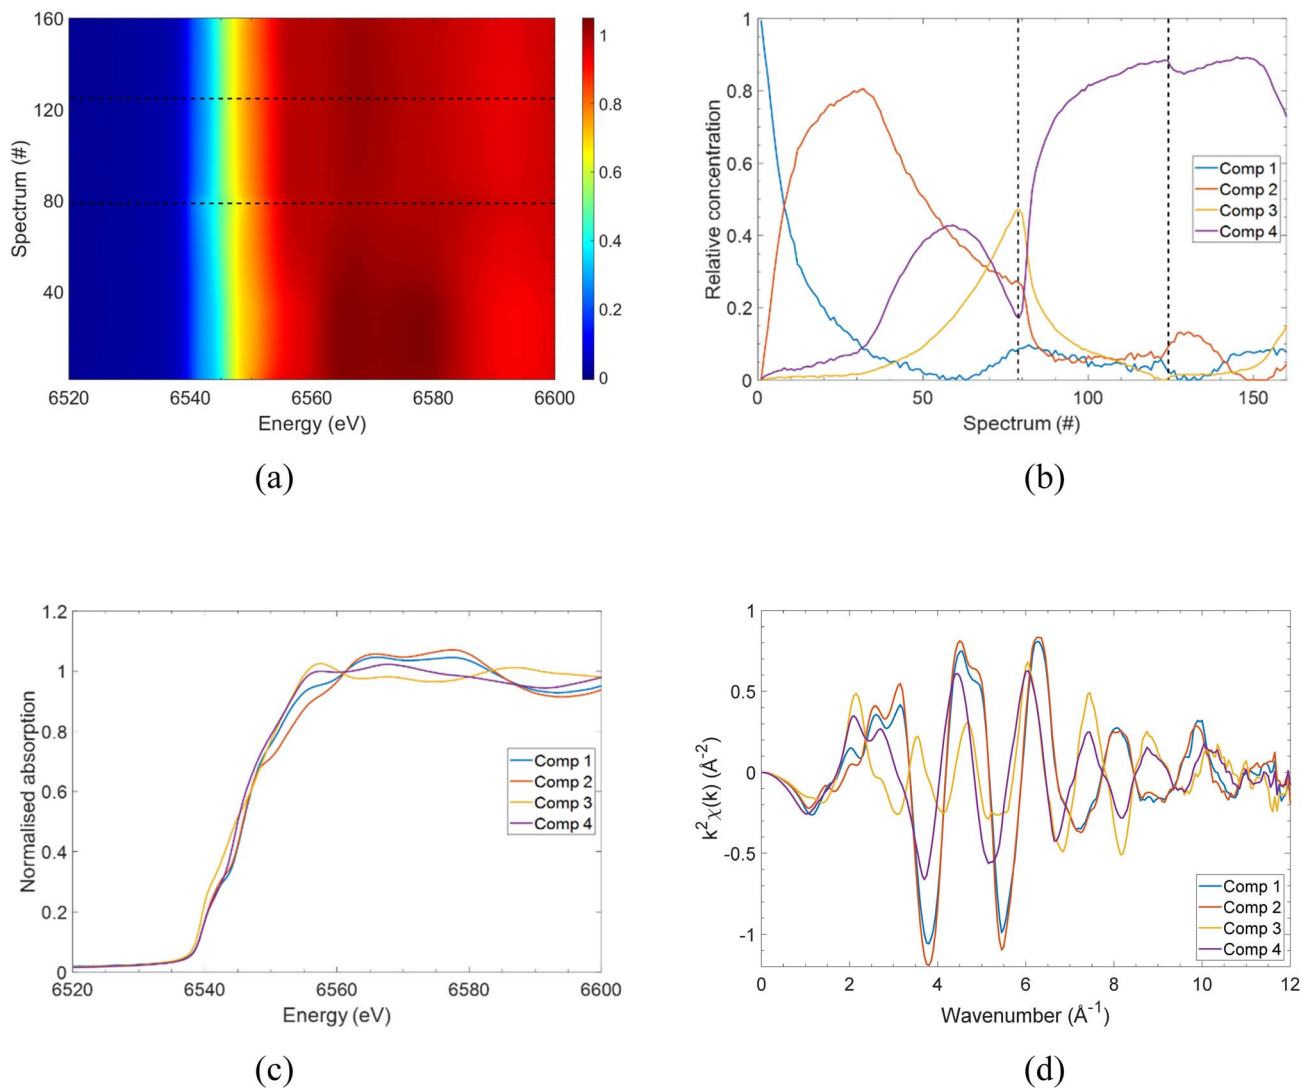 160
120
80
40
Spectrum (#)
6520 6540 6560 6580 6600
Energy (eV)
1
0.8
0.6
0.4
0.2
0
(a)
1
0.8
0.6
0.4
0.2
0
Relative concentration
0 50 100 150
Spectrum (#)
Comp 1
Comp 2
Comp 3
Comp 4
(b)
1.2
1
0.8
0.6
0.4
0.2
0
Normalised absorption
6520 6540 6560 6580 6600
Energy (eV)
Comp 1
Comp 2
Comp 3
Comp 4
(c)
1
0.5
0
-0.5
-1
k²χ(k) (Å⁻²)
0 2 4 6 8 10 12
Wavenumber (Å⁻¹)
Comp 1
Comp 2
Comp 3
Comp 4
(d)